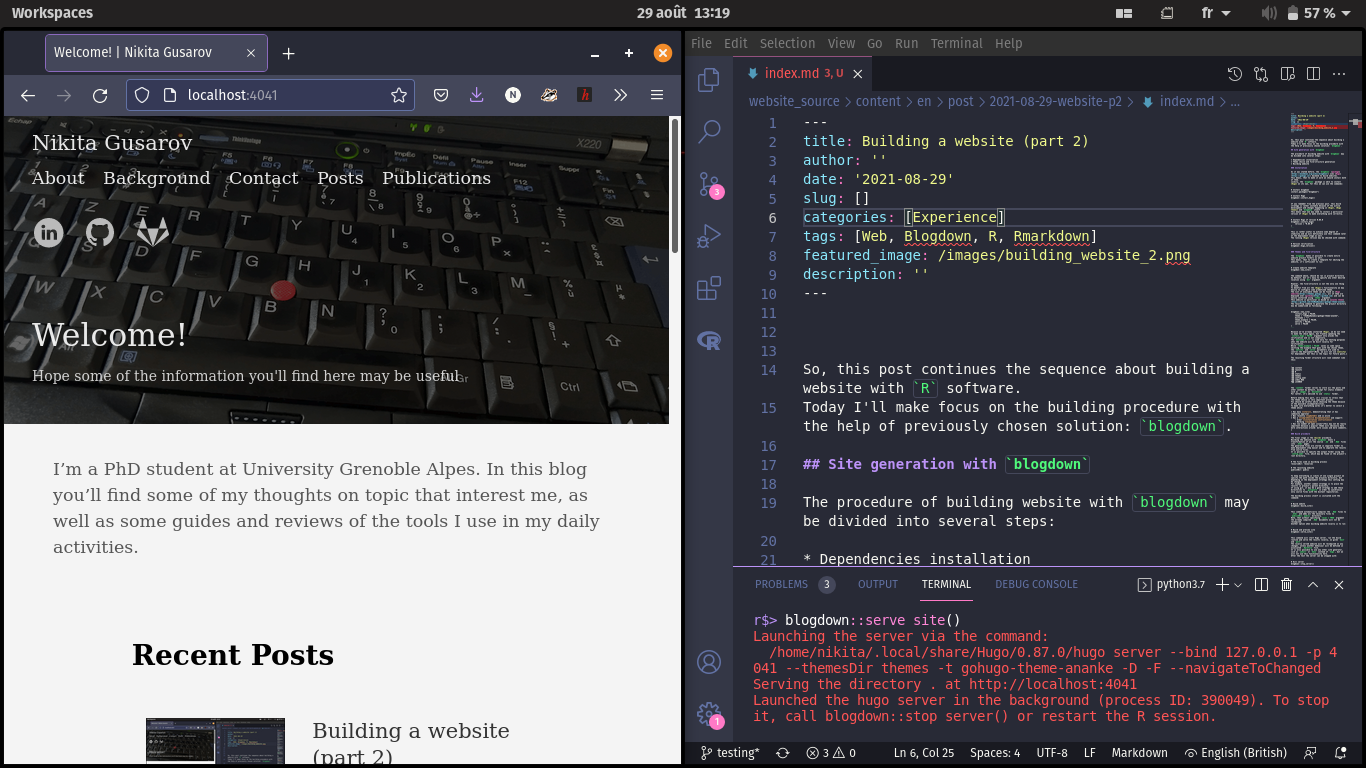 Workspaces
29 août 13:19
fr
57 %
Welcome! | Nikita Gusarov
localhost:4041
Nikita Gusarov
About Background Contact Posts Publications
Welcome!
Hope some of the information you'll find here may be useful
I’m a PhD student at University Grenoble Alpes. In this blog
you’ll find some of my thoughts on topic that interest me, as
well as some guides and reviews of the tools I use in my daily
activities.
Recent Posts
Building a website
(part 2)
File Edit Selection View Go Run Terminal Help
index.md 3, U
website_source > content > en > post > 2021-08-29-website-p2 > index.md > ...
1 ---
2 title: Building a website (part 2)
3 author: ''
4 date: '2021-08-29'
5 slug: []
6 categories: [Experience]
7 tags: [Web, Blogdown, R, Rmarkdown]
8 featured_image: /images/building_website_2.png
9 description: ''
10 ---
11
12
13
14 So, this post continues the sequence about building a
website with `R` software.
15 Today I'll make focus on the building procedure with
the help of previously chosen solution: `blogdown`.
16
17 ## Site generation with `blogdown`
18
19 The procedure of building website with `blogdown` may
be divided into several steps:
20
21 * Dependencies installation
3
1
PROBLEMS 3 OUTPUT TERMINAL DEBUG CONSOLE
python3.7
r$> blogdown::serve_site()
Launching the server via the command:
/home/nikita/.local/share/Hugo/0.87.0/hugo server --bind 127.0.0.1 -p 4
041 --themesDir themes -t gohugo-theme-ananke -D -F --navigateToChanged
Serving the directory . at http://localhost:4041
Launched the hugo server in the background (process ID: 390049). To stop
it, call blogdown::stop_server() or restart the R session.
testing* 3 0 Ln 6, Col 25 Spaces: 4 UTF-8 LF Markdown English (British)